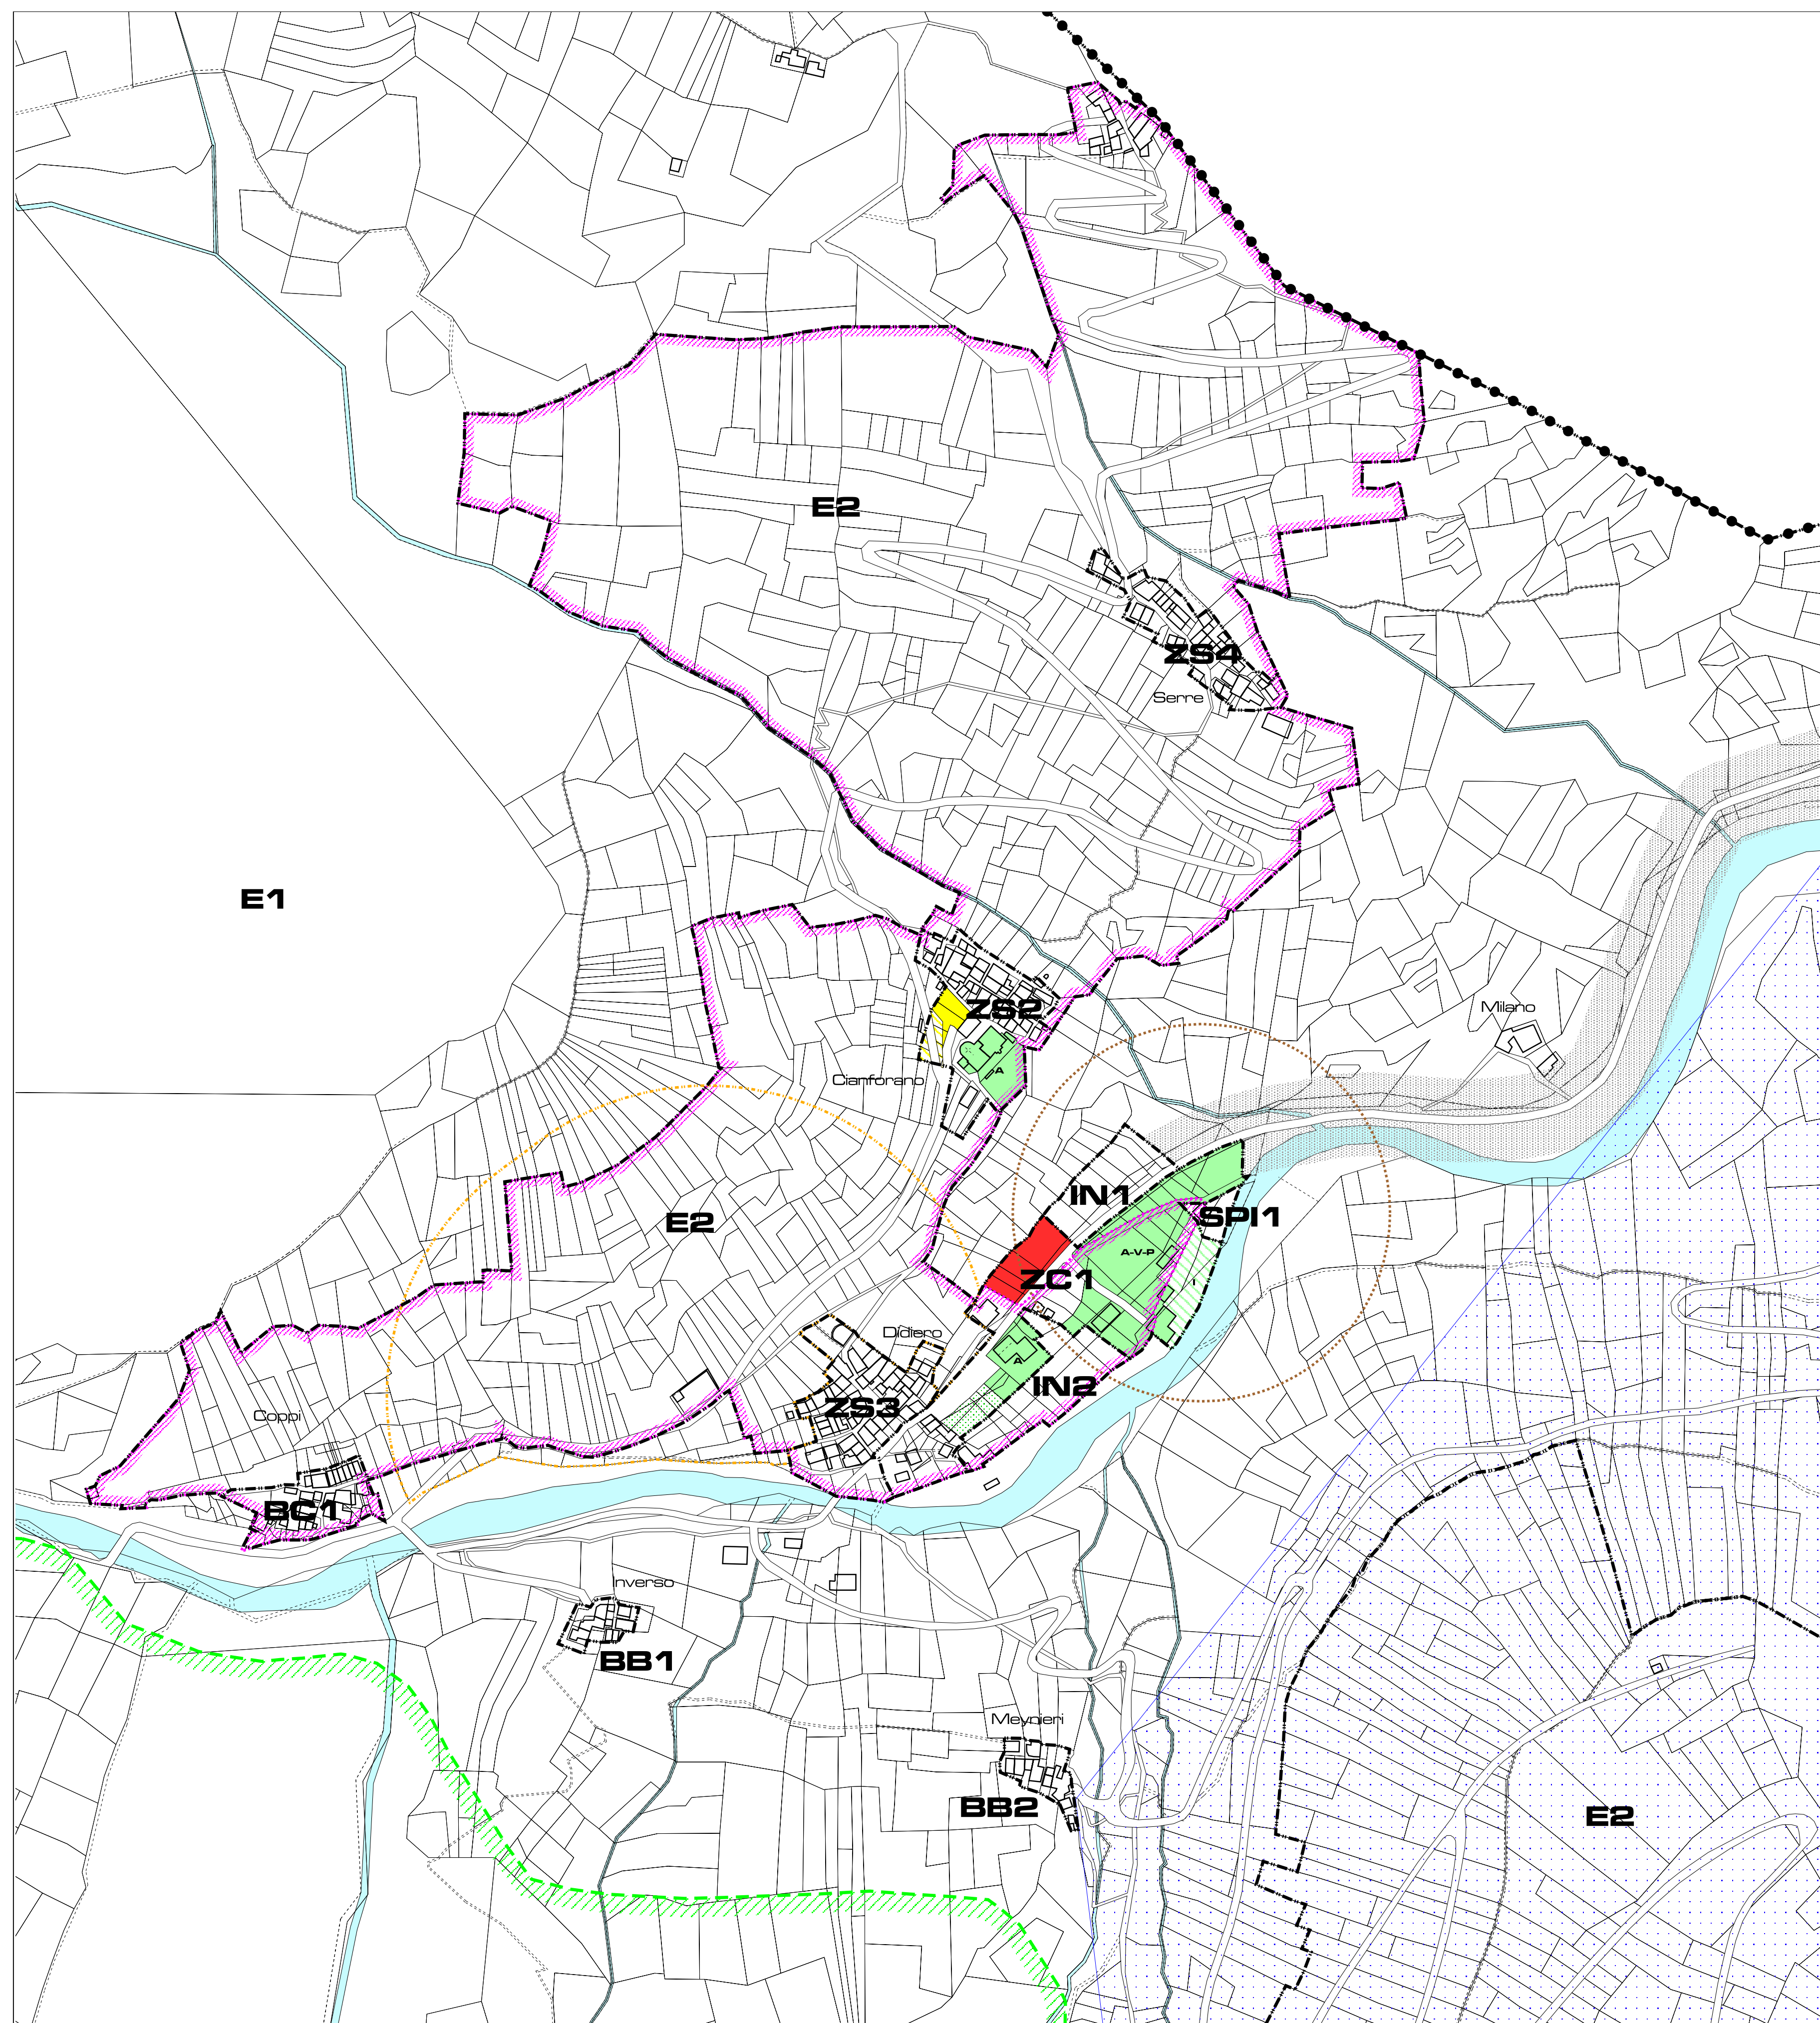 E2
ZS4
Serre
E1
ZS2
Milano
A
Cianforano
IN1
SPI1
E2
A-V-P
I
ZC1
Didiero
A
IN2
ZS3
Coppi
BC1
Inverso
BB1
Meynieri
BB2
E2